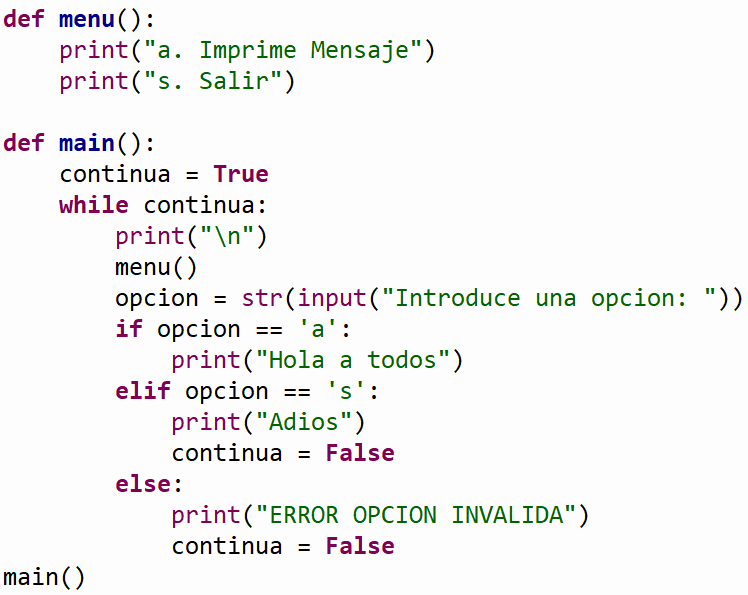 def menu():
    print("a. Imprime Mensaje")
    print("s. Salir")

def main():
    continua = True
    while continua:
        print("\n")
        menu()
        opcion = str(input("Introduce una opcion: "))
        if opcion == 'a':
            print("Hola a todos")
        elif opcion == 's':
            print("Adios")
            continua = False
        else:
            print("ERROR OPCION INVALIDA")
            continua = False
main()